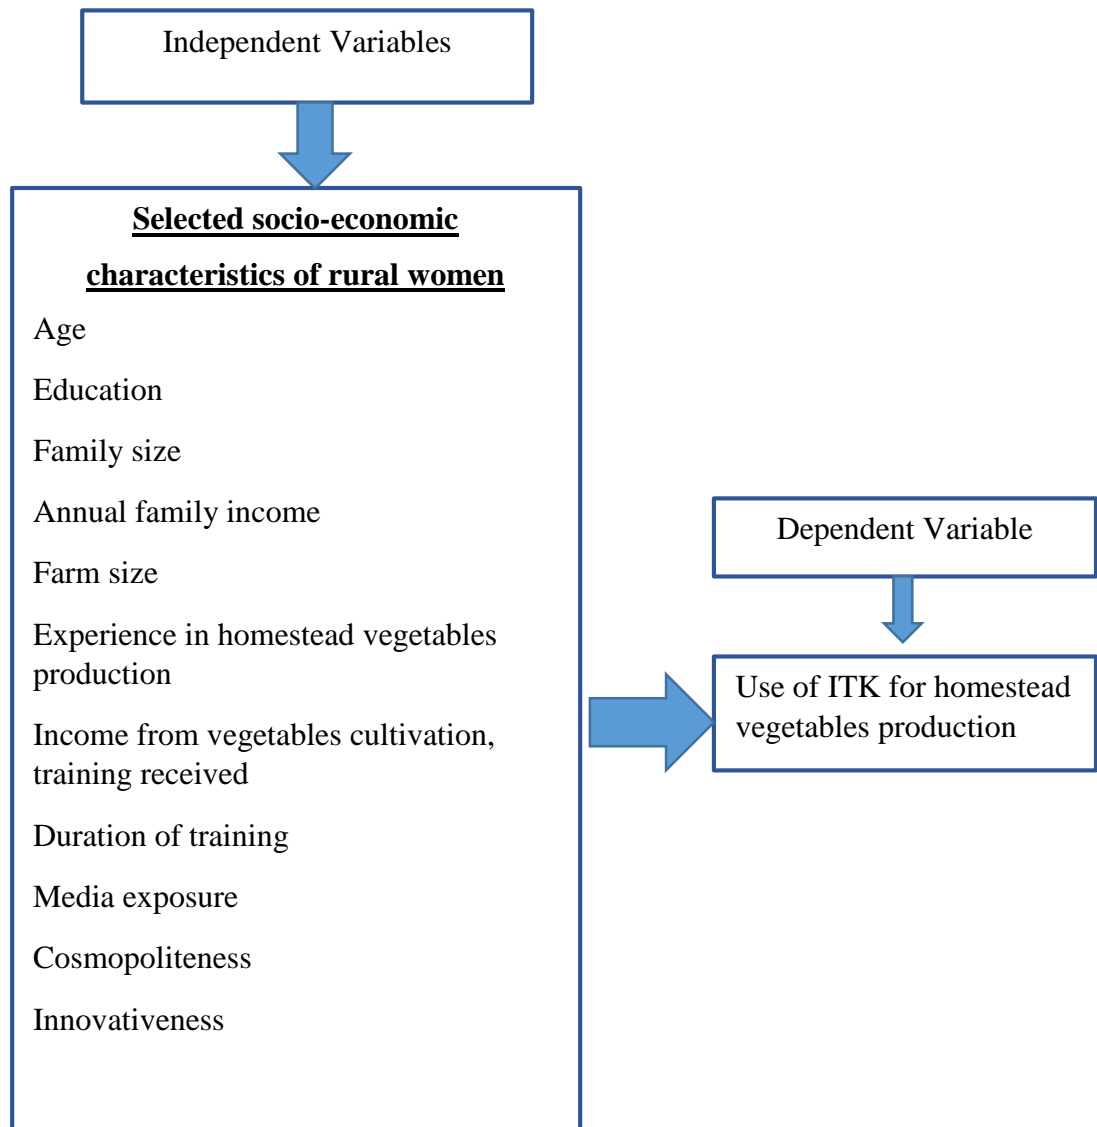 Independent Variables
Selected socio-economic
characteristics of rural women
Age
Education
Family size
Annual family income
Farm size
Experience in homestead vegetables
production
Income from vegetables cultivation,
training received
Duration of training
Media exposure
Cosmopoliteness
Innovativeness
Dependent Variable
Use of ITK for homestead
vegetables production